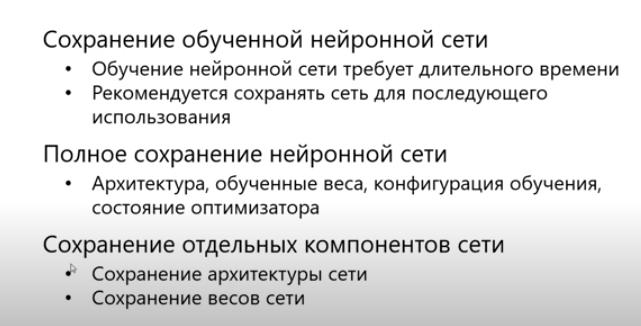 Сохранение обученной нейронной сети
• Обучение нейронной сети требует длительного времени
• Рекомендуется сохранять сеть для последующего
использования
Полное сохранение нейронной сети
• Архитектура, обученные веса, конфигурация обучения,
состояние оптимизатора
Сохранение отдельных компонентов сети
• Сохранение архитектуры сети
• Сохранение весов сети